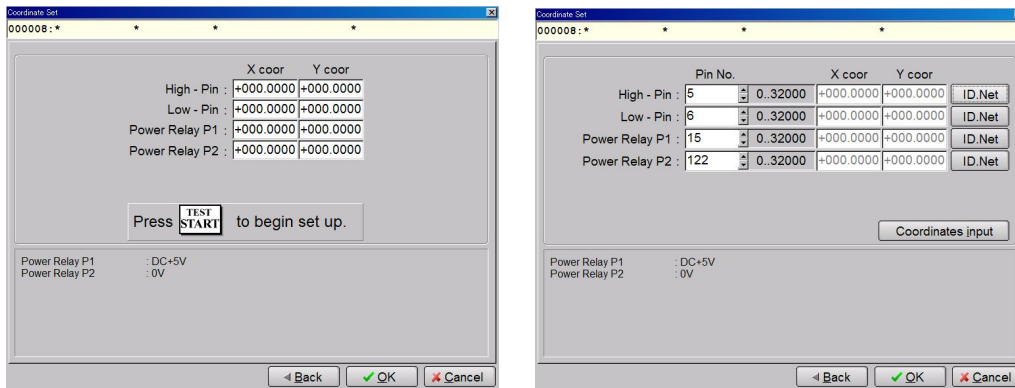 Coordinate Set
000008:* * * *
X coor Y coor
High - Pin : +000.0000 +000.0000
Low - Pin : +000.0000 +000.0000
Power Relay P1 : +000.0000 +000.0000
Power Relay P2 : +000.0000 +000.0000
Press TEST START to begin set up.
Power Relay P1 : DC+5V
Power Relay P2 : 0V
Back OK Cancel
Coordinate Set
000008:* * * *
Pin No. X coor Y coor
High - Pin : 5 0..32000 +000.0000 +000.0000 ID.Net
Low - Pin : 6 0..32000 +000.0000 +000.0000 ID.Net
Power Relay P1 : 15 0..32000 +000.0000 +000.0000 ID.Net
Power Relay P2 : 122 0..32000 +000.0000 +000.0000 ID.Net
Coordinates input
Power Relay P1 : DC+5V
Power Relay P2 : 0V
Back OK Cancel